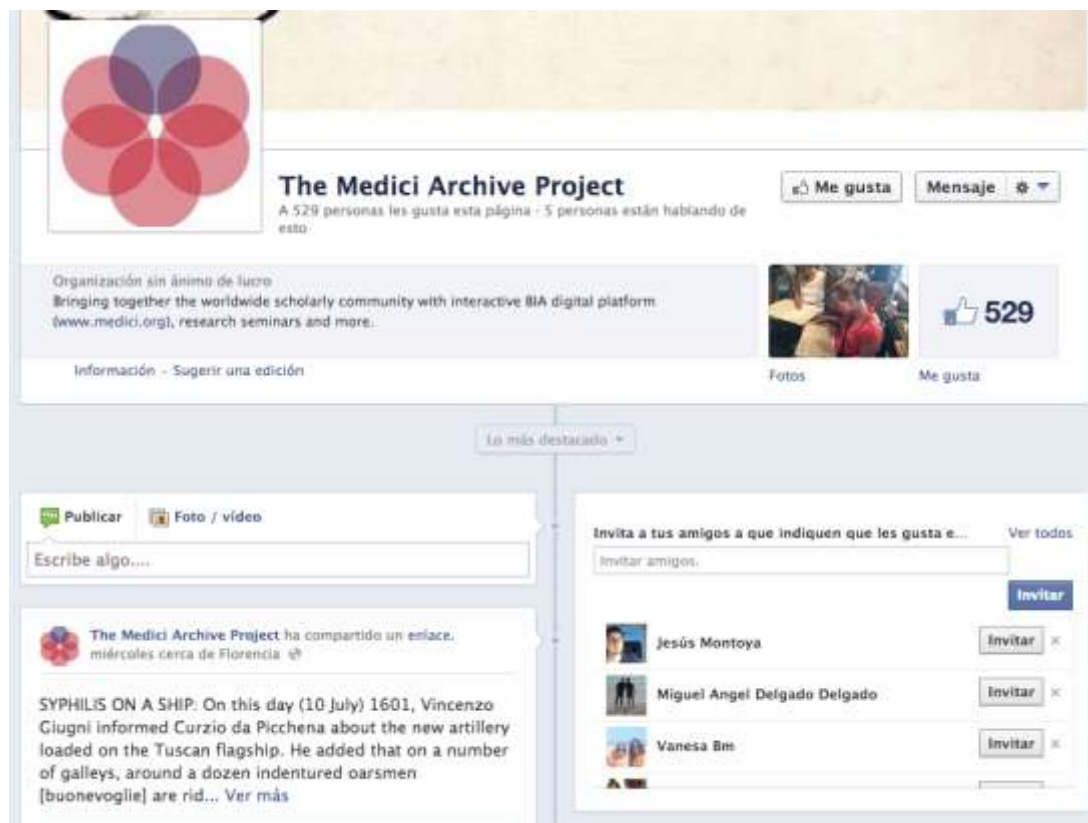 The Medici Archive Project
A 529 personas les gusta esta página · 5 personas están hablando de
esto
Me gusta
Mensaje
Organización sin ánimo de lucro
Bringing together the worldwide scholarly community with interactive BIA digital platform
(www.medici.org), research seminars and more.
529
Información - Sugerir una edición
Fotos
Me gusta
Lo más destacado
Publicar
Foto / vídeo
Escribe algo....
The Medici Archive Project ha compartido un enlace.
miércoles cerca de Florencia
SYPHILIS ON A SHIP: On this day (10 July) 1601, Vincenzo
Giugni informed Curzio da Picchena about the new artillery
loaded on the Tuscan flagship. He added that on a number
of galleys, around a dozen indentured oarsmen
[buonevoglie] are rid... Ver más
Invita a tus amigos a que indiquen que les gusta e...
Ver todos
Invitar amigos.
Invitar
Jesús Montoya
Invitar
Miguel Angel Delgado Delgado
Invitar
Vanesa Bm
Invitar